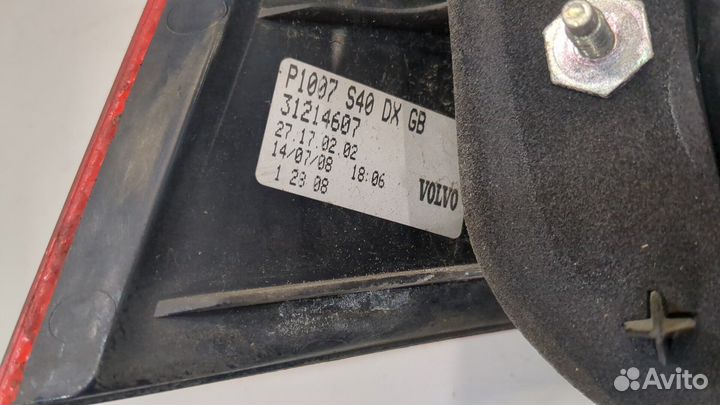 P1007 S40 DX GB
31214607
27.17.02.02
14/07/08 18:06
1 23 08
VOLVO
Avito